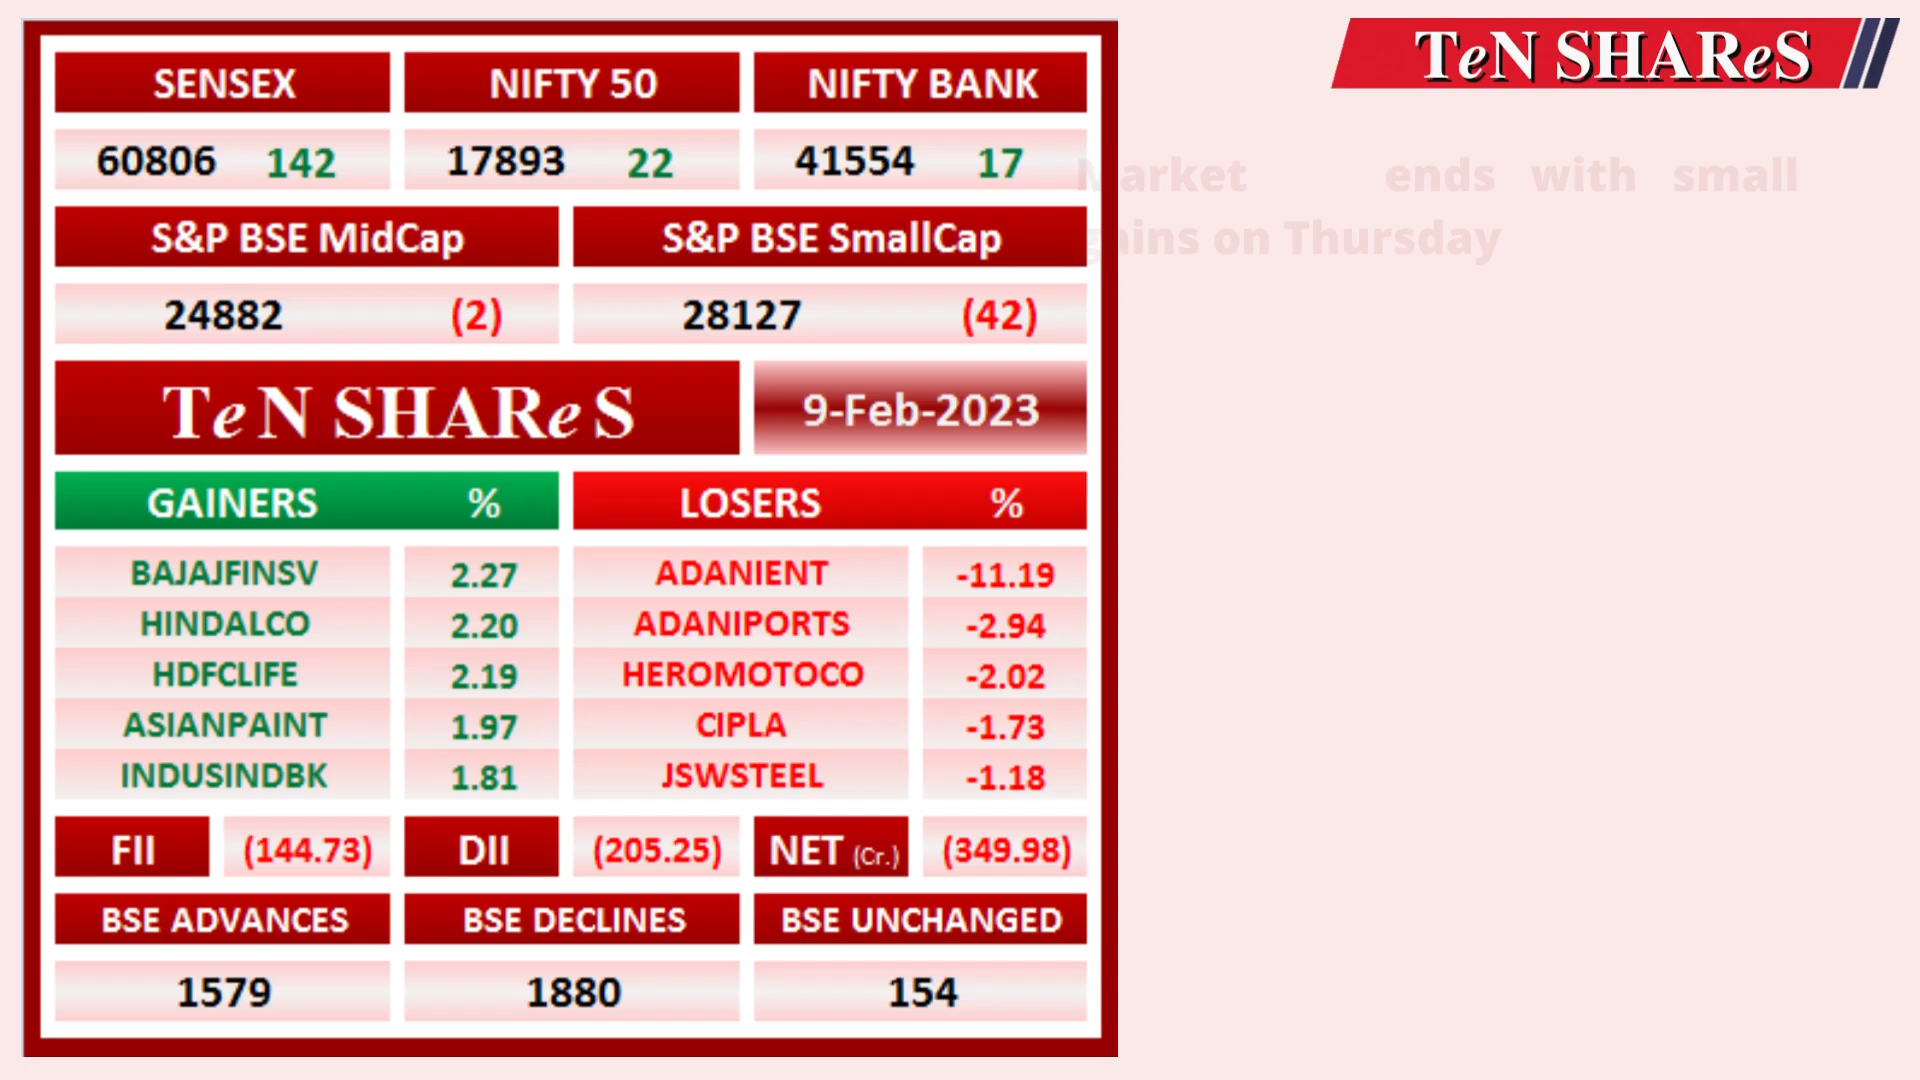 TeN SHAReS
SENSEX NIFTY 50 NIFTY BANK
60806 142 17893 22 41554 17
Market ends with small
gains on Thursday
S&P BSE MidCap S&P BSE SmallCap
24882 (2) 28127 (42)
TeN SHAReS 9-Feb-2023
GAINERS % LOSERS %
BAJAJFINSV 2.27 ADANIENT -11.19
HINDALCO 2.20 ADANIPORTS -2.94
HDFCLIFE 2.19 HEROMOTOCO -2.02
ASIANPAINT 1.97 CIPLA -1.73
INDUSINDBK 1.81 JSWSTEEL -1.18
FII (144.73) DII (205.25) NET (Cr.) (349.98)
BSE ADVANCES BSE DECLINES BSE UNCHANGED
1579 1880 154